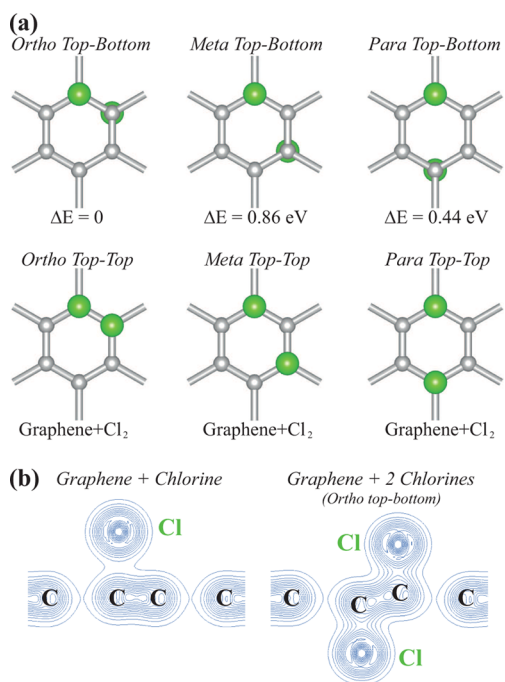 (a)
Ortho Top-Bottom Meta Top-Bottom Para Top-Bottom
ΔE = 0 ΔE = 0.86 eV ΔE = 0.44 eV
Ortho Top-Top Meta Top-Top Para Top-Top
Graphene+Cl₂ Graphene+Cl₂ Graphene+Cl₂
(b) Graphene + Chlorine Graphene + 2 Chlorines
(Ortho top-bottom)
Cl Cl
C C C C C C C C
Cl